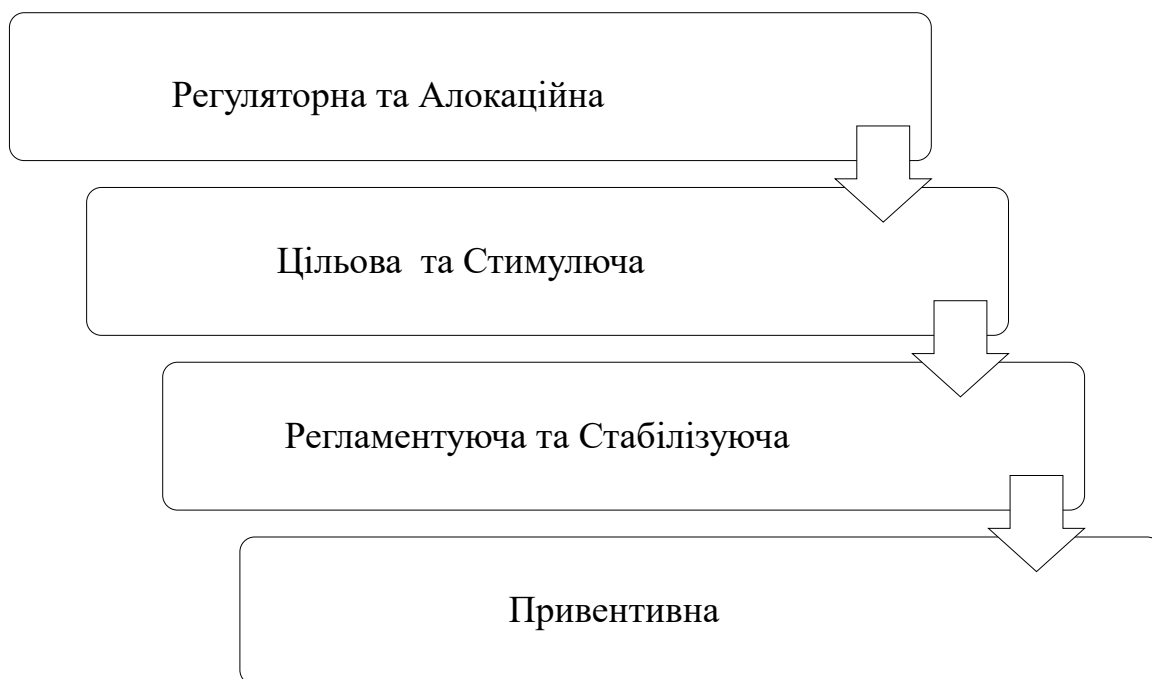 Регуляторна та Алокаційна
Цільова та Стимулюча
Регламентуюча та Стабілізуюча
Привентивна